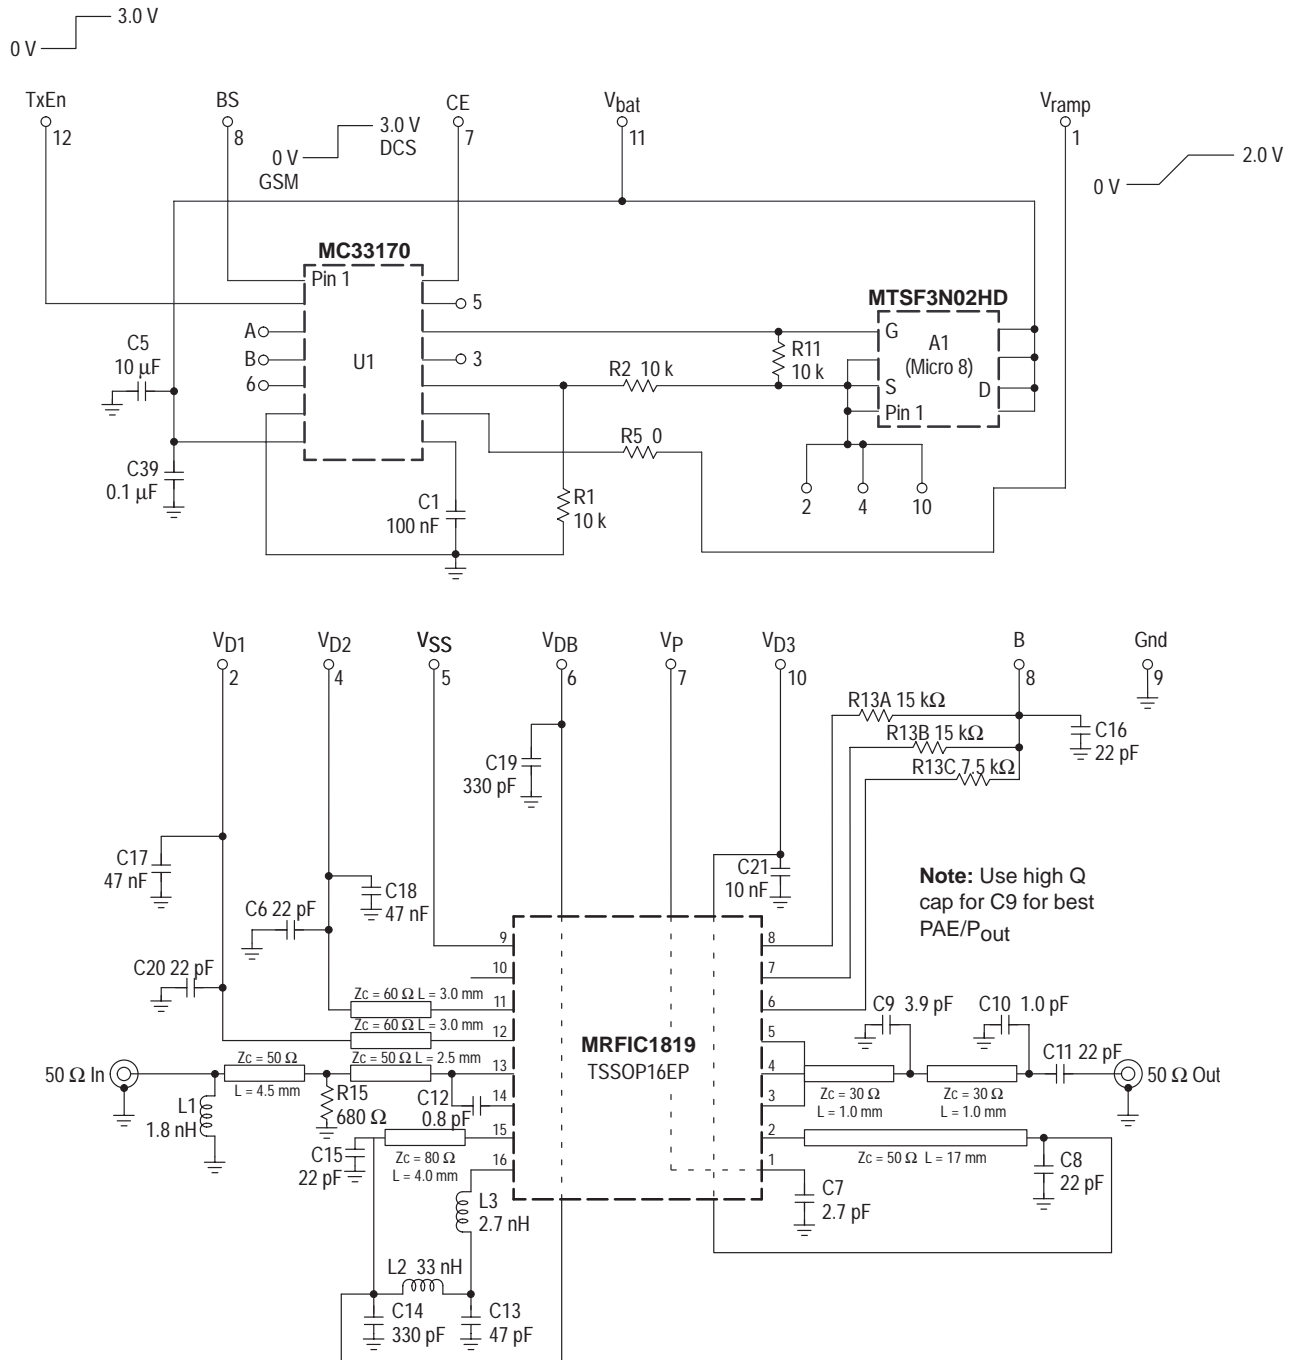 3.0 V
0 V
TxEn
12
BS
8
0 V
GSM
3.0 V
DCS
CE
7
Vbat
11
Vramp
1
0 V
2.0 V
MC33170
Pin 1
U1
A
B
6
5
3
C5
10 µF
C39
0.1 µF
C1
100 nF
R1
10 k
R2 10 k
R5 0
R11
10 k
MTSF3N02HD
G
A1
(Micro 8)
S
D
Pin 1
2
4
10
VD1
2
VD2
4
VSS
5
VDB
6
VP
7
VD3
10
B
8
Gnd
9
R13A 15 kΩ
R13B 15 kΩ
R13C 7.5 kΩ
C16
22 pF
C19
330 pF
C17
47 nF
C18
47 nF
C6 22 pF
C20 22 pF
C21
10 nF
Note: Use high Q
cap for C9 for best
PAE/Pout
9
10
11
12
13
14
15
16
8
7
6
5
4
3
2
1
MRFIC1819
TSSOP16EP
Zc = 60 Ω L = 3.0 mm
Zc = 60 Ω L = 3.0 mm
Zc = 50 Ω
L = 4.5 mm
Zc = 50 Ω L = 2.5 mm
50 Ω In
L1
1.8 nH
R15
680 Ω
C12
0.8 pF
C15
22 pF
Zc = 80 Ω
L = 4.0 mm
L3
2.7 nH
L2 33 nH
C14
330 pF
C13
47 pF
C9 3.9 pF
C10 1.0 pF
C11 22 pF
50 Ω Out
Zc = 30 Ω
L = 1.0 mm
Zc = 30 Ω
L = 1.0 mm
Zc = 50 Ω L = 17 mm
C8
22 pF
C7
2.7 pF